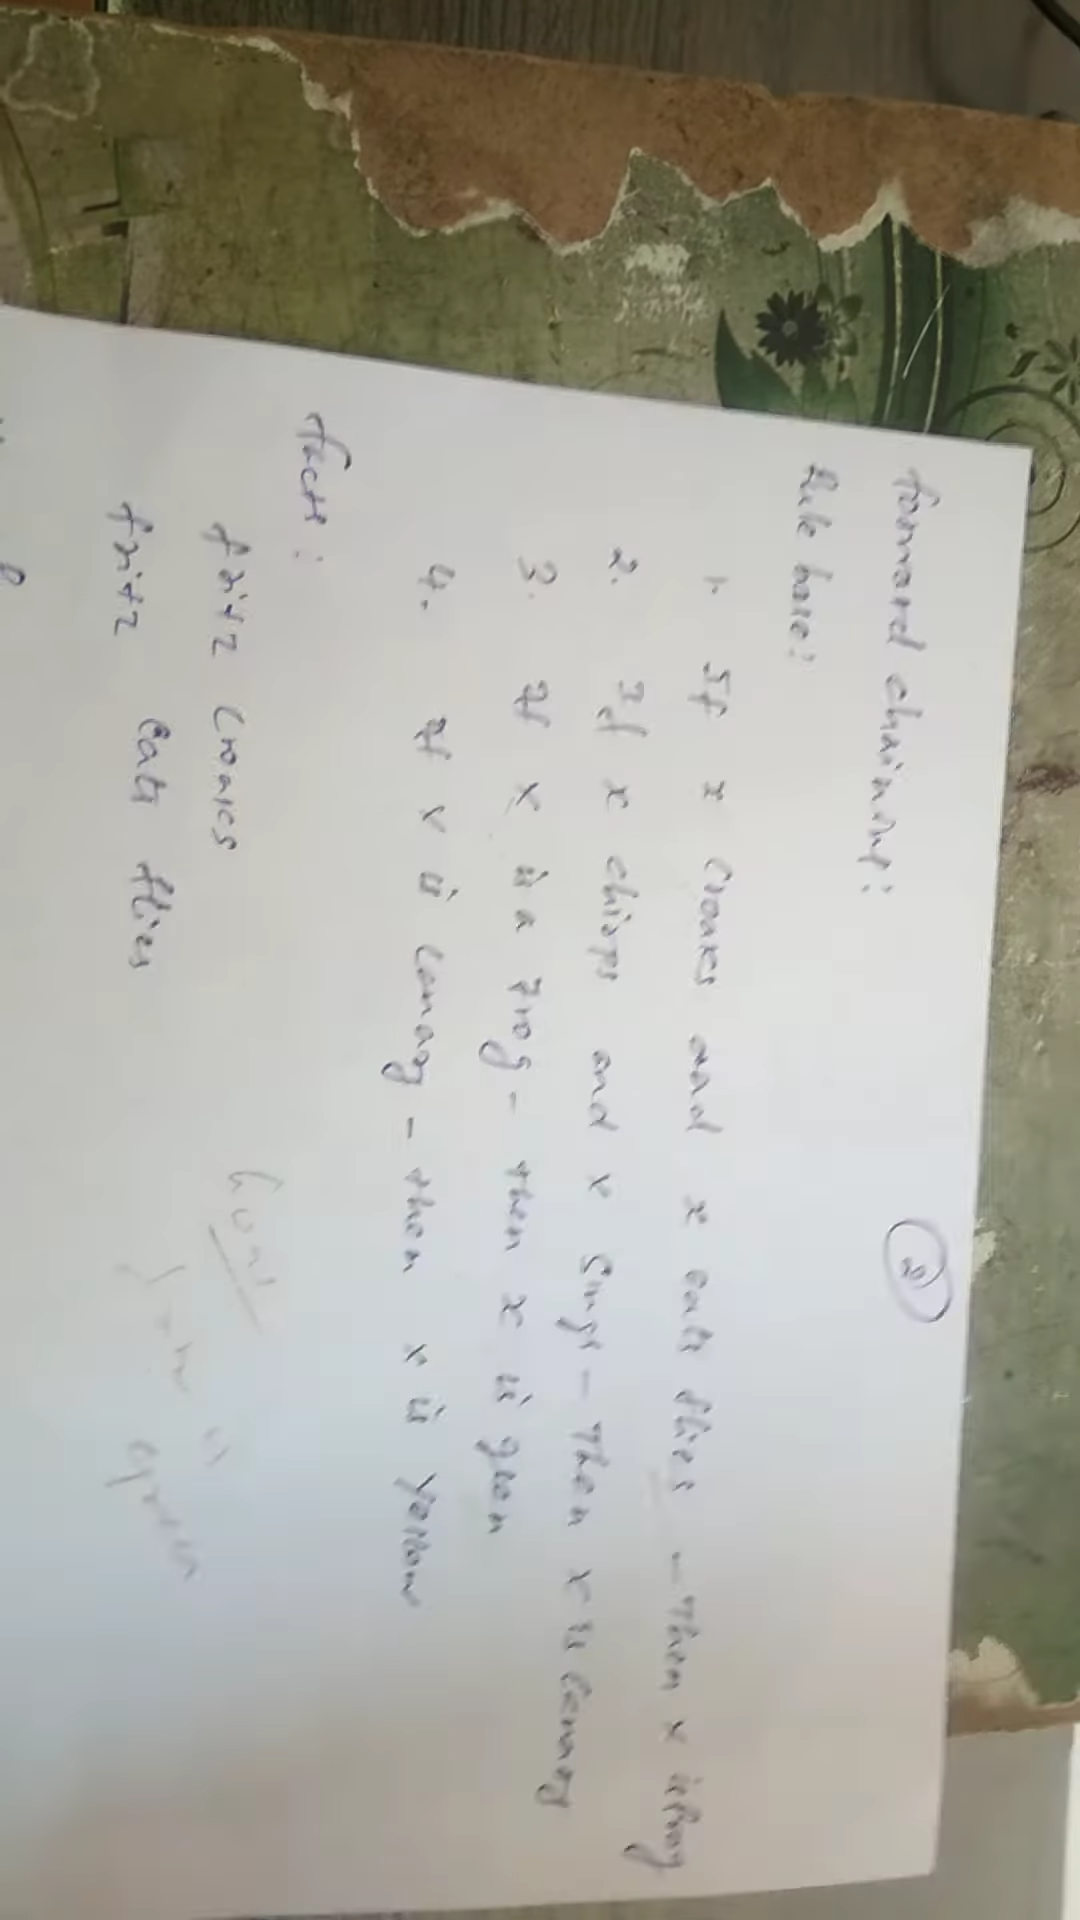 forward chaining:
②
Rule base:
1. If x croaks and x eats flies - Then x is frog
2. If x chirps and x sings - Then x is Canary
3. If x is a Frog - then x is green
4. If x is Canary - then x is yellow
facts:
fritz croaks
fritz eats flies
Goal
green